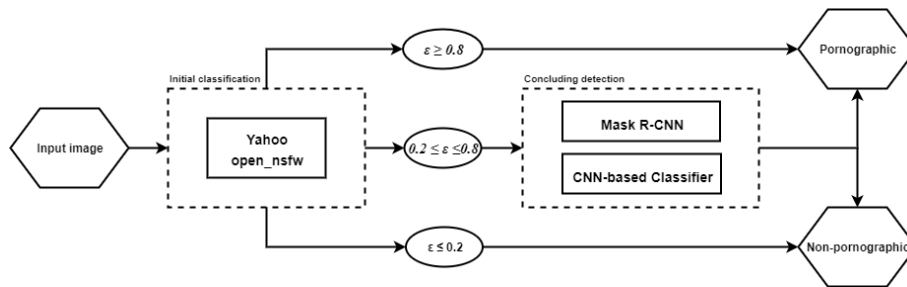 ε ≥ 0.8
Pornographic
Initial classification
Concluding detection
Input image
Yahoo
open_nsfw
0.2 ≤ ε ≤0.8
Mask R-CNN
CNN-based Classifier
ε ≤ 0.2
Non-pornographic